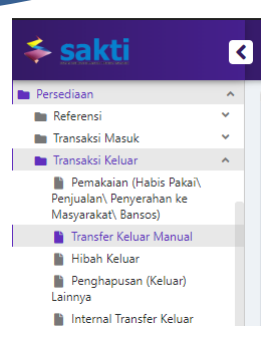 sakti
Persediaan
Referensi
Transaksi Masuk
Transaksi Keluar
Pemakaian (Habis Pakai\
Penjualan\ Penyerahan ke
Masyarakat\ Bansos)
Transfer Keluar Manual
Hibah Keluar
Penghapusan (Keluar)
Lainnya
Internal Transfer Keluar